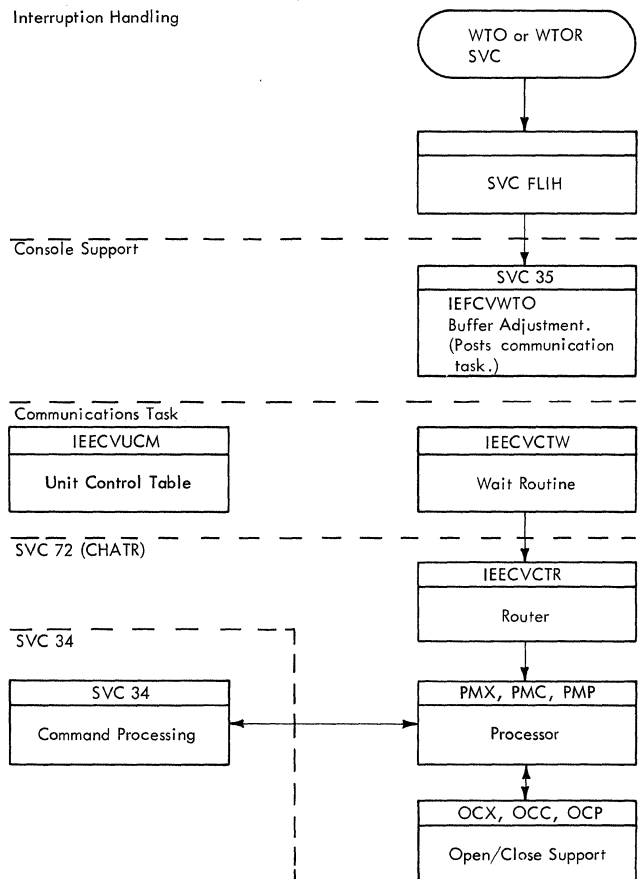 Interruption Handling
WTO or WTOR
SVC
SVC FLIH
Console Support
SVC 35
IEFCVWTO
Buffer Adjustment.
(Posts communication
task.)
Communications Task
IEECVUCM
Unit Control Table
IEECVCTW
Wait Routine
SVC 72 (CHATR)
IEECVCTR
Router
SVC 34
SVC 34
Command Processing
PMX, PMC, PMP
Processor
OCX, OCC, OCP
Open/Close Support